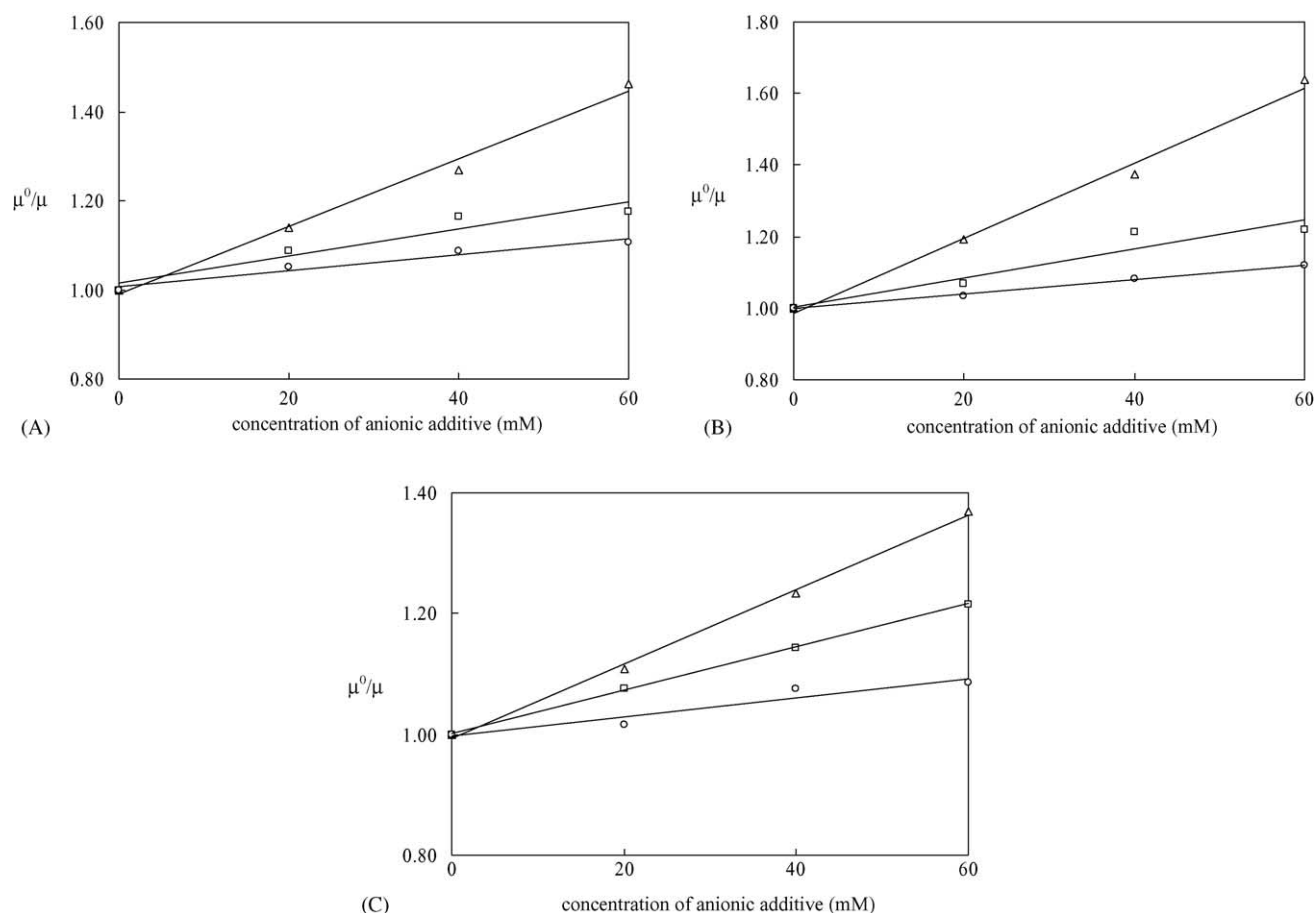 1.60
1.40
1.20
1.00
0.80
μ⁰/μ
0 20 40 60
concentration of anionic additive (mM)
(A)
1.80
1.60
1.40
1.20
1.00
0.80
μ⁰/μ
0 20 40 60
concentration of anionic additive (mM)
(B)
1.40
1.20
1.00
0.80
μ⁰/μ
0 20 40 60
concentration of anionic additive (mM)
(C)